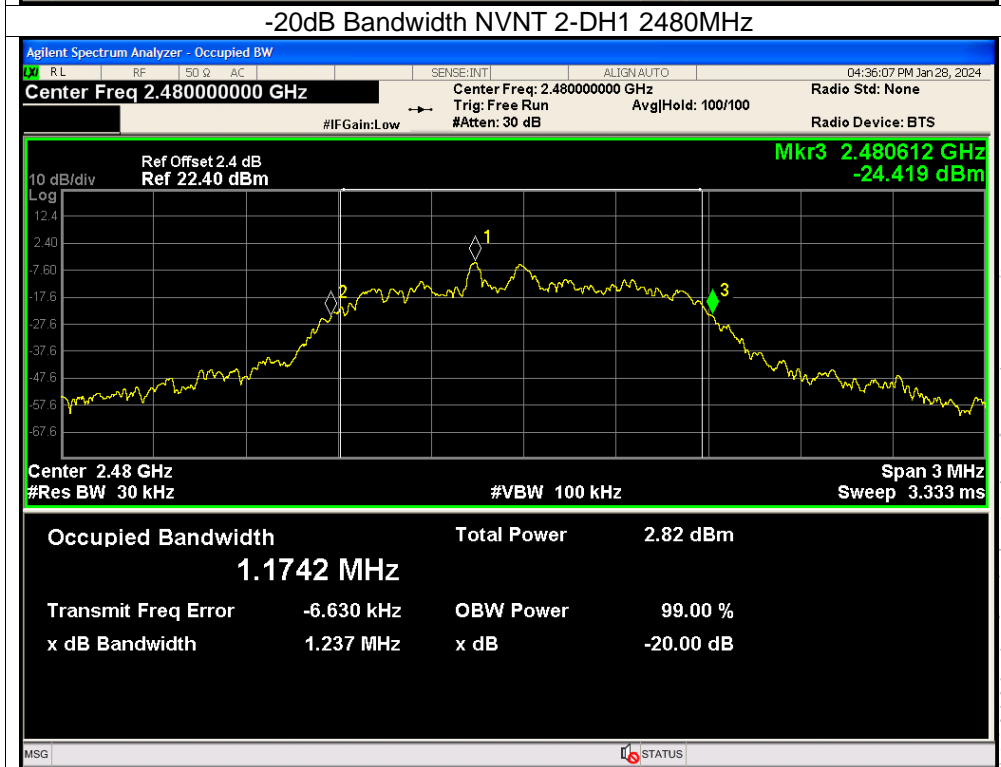 -20dB Bandwidth NVNT 2-DH1 2480MHz
Agilent Spectrum Analyzer - Occupied BW
LXI RL RF 50 Ω AC SENSE:INT ALIGN AUTO 04:36:07 PM Jan 28, 2024
Center Freq 2.480000000 GHz Center Freq: 2.480000000 GHz Radio Std: None
Trig: Free Run Avg|Hold: 100/100
#IFGain:Low #Atten: 30 dB Radio Device: BTS
Mkr3 2.480612 GHz
-24.419 dBm
Ref Offset 2.4 dB
10 dB/div Ref 22.40 dBm
Log
12.4
2.40
-7.60
-17.6
-27.6
-37.6
-47.6
-57.6
-67.6
1
2
3
Center 2.48 GHz Span 3 MHz
#Res BW 30 kHz #VBW 100 kHz Sweep 3.333 ms
Occupied Bandwidth Total Power 2.82 dBm
1.1742 MHz
Transmit Freq Error -6.630 kHz OBW Power 99.00 %
x dB Bandwidth 1.237 MHz x dB -20.00 dB
MSG STATUS